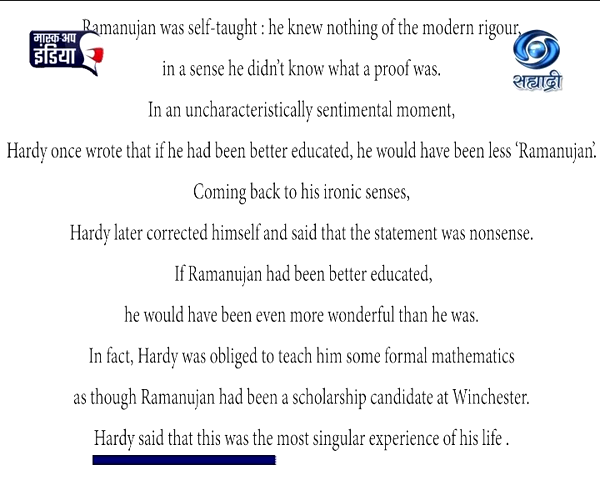 Ramanujan was self-taught : he knew nothing of the modern rigour,
मास्क अप
इंडिया
in a sense he didn't know what a proof was.
सह्याद्री
In an uncharacteristically sentimental moment,
Hardy once wrote that if he had been better educated, he would have been less ‘Ramanujan’.
Coming back to his ironic senses,
Hardy later corrected himself and said that the statement was nonsense.
If Ramanujan had been better educated,
he would have been even more wonderful than he was.
In fact, Hardy was obliged to teach him some formal mathematics
as though Ramanujan had been a scholarship candidate at Winchester.
Hardy said that this was the most singular experience of his life .